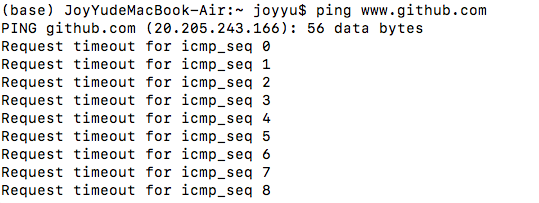 (base) JoyYudeMacBook-Air:~ joyyu$ ping www.github.com
PING github.com (20.205.243.166): 56 data bytes
Request timeout for icmp_seq 0
Request timeout for icmp_seq 1
Request timeout for icmp_seq 2
Request timeout for icmp_seq 3
Request timeout for icmp_seq 4
Request timeout for icmp_seq 5
Request timeout for icmp_seq 6
Request timeout for icmp_seq 7
Request timeout for icmp_seq 8